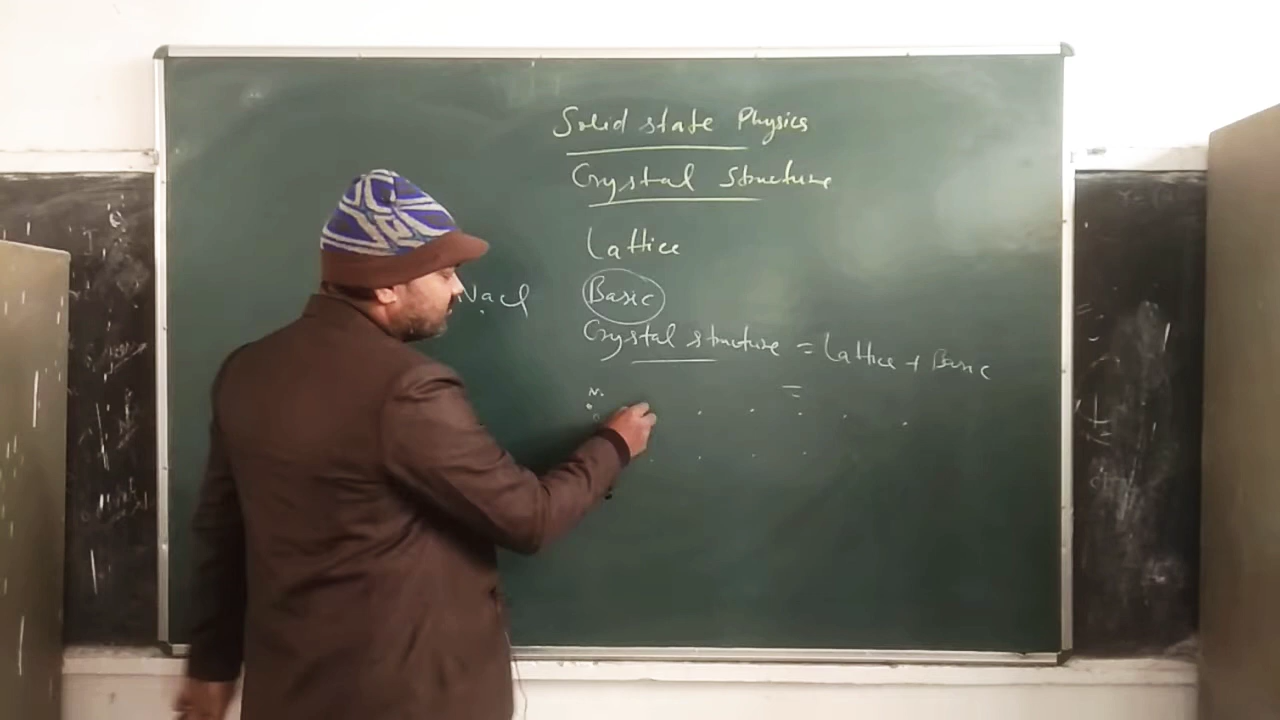 Solid state Physics
Crystal Structure
Lattice
NaCl Basic
Crystal structure = Lattice + Basic